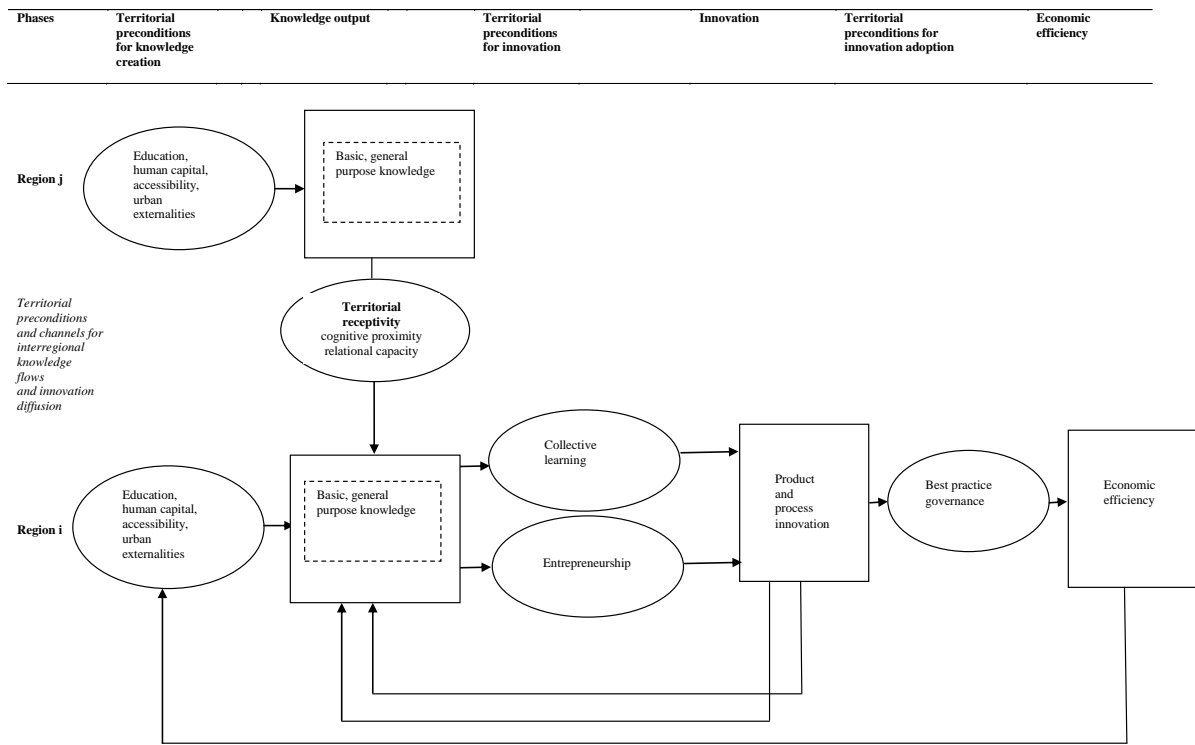 Phases
Territorial
preconditions
for knowledge
creation
Knowledge output
Territorial
preconditions
for innovation
Innovation
Territorial
preconditions for
innovation adoption
Economic
efficiency
Region j
Education,
human capital,
accessibility,
urban
externalities
Basic, general
purpose knowledge
Territorial
preconditions
and channels for
interregional
knowledge
flows
and innovation
diffusion
Territorial
receptivity
cognitive proximity
relational capacity
Region i
Education,
human capital,
accessibility,
urban
externalities
Basic, general
purpose knowledge
Collective
learning
Entrepreneurship
Product
and
process
innovation
Best practice
governance
Economic
efficiency